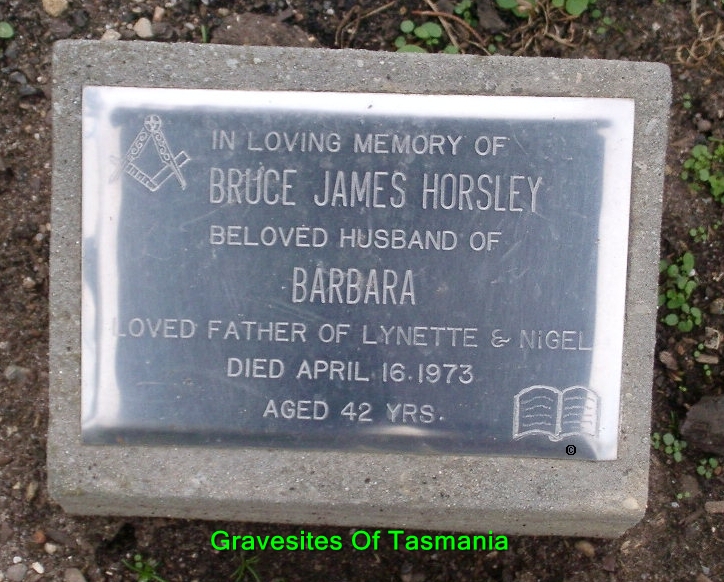 IN LOVING MEMORY OF
BRUCE JAMES HORSLEY
BELOVED HUSBAND OF
BARBARA
LOVED FATHER OF LYNETTE & NIGEL
DIED APRIL 16.1973
AGED 42 YRS.
©
Gravesites Of Tasmania